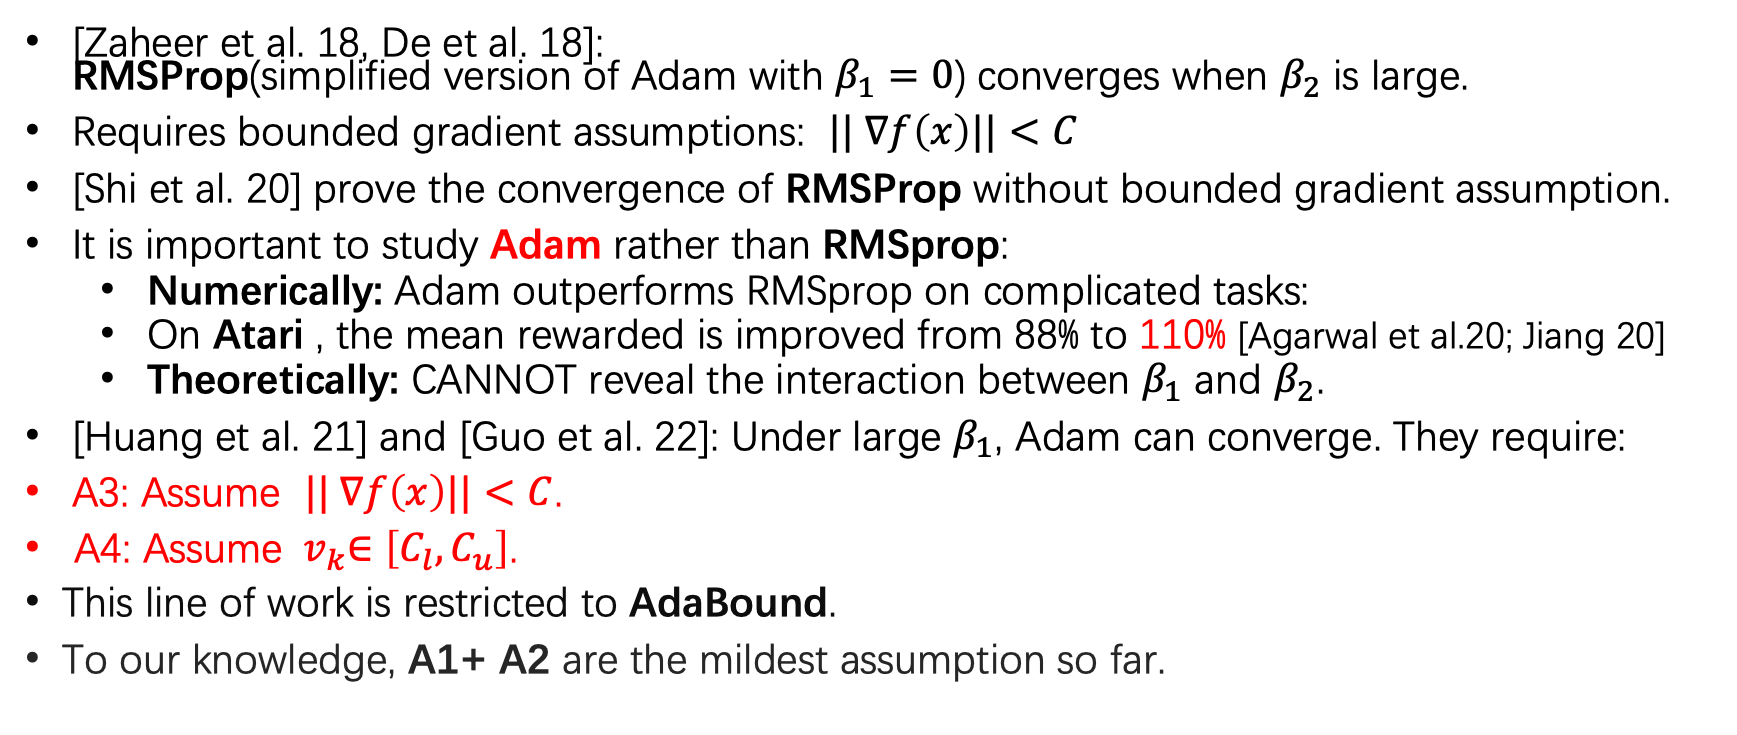 • [Zaheer et al. 18, De et al. 18]:
RMSProp(simplified version of Adam with β₁ = 0) converges when β₂ is large.
• Requires bounded gradient assumptions: || ∇f(x)|| < C
• [Shi et al. 20] prove the convergence of RMSProp without bounded gradient assumption.
• It is important to study Adam rather than RMSprop:
• Numerically: Adam outperforms RMSprop on complicated tasks:
• On Atari , the mean rewarded is improved from 88% to 110% [Agarwal et al.20; Jiang 20]
• Theoretically: CANNOT reveal the interaction between β₁ and β₂.
• [Huang et al. 21] and [Guo et al. 22]: Under large β₁, Adam can converge. They require:
• A3: Assume || ∇f(x)|| < C.
• A4: Assume vₖ∈ [Cₗ, Cᵤ].
• This line of work is restricted to AdaBound.
• To our knowledge, A1+ A2 are the mildest assumption so far.